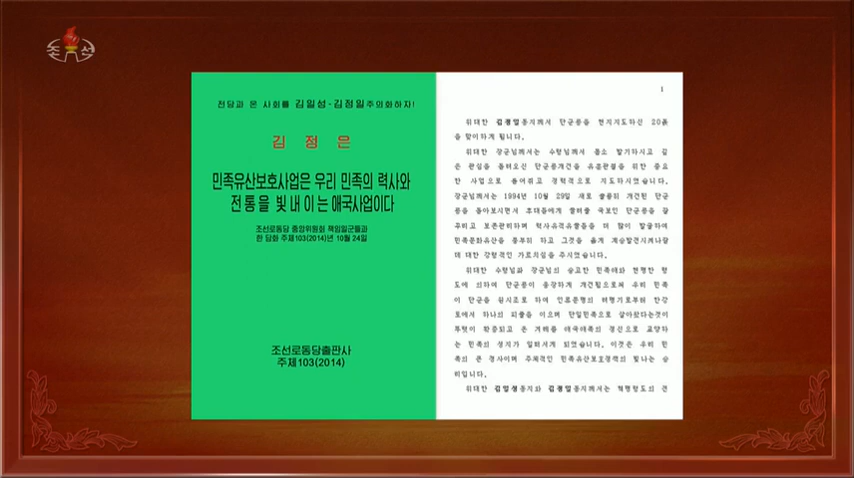 조선
전당과 온 사회를 김일성-김정일주의화하자!
김 정 은
민족유산보호사업은 우리 민족의 력사와
전통을 빛내이는 애국사업이다
조선로동당 중앙위원회 책임일군들과
한 담화 주체103(2014)년 10월 24일
조선로동당출판사
주체103(2014)
1
위대한 김정일동지께서 단군릉을 현지지도하신 20돐
을 맞이하게 됩니다.
위대한 장군님께서는 수령님께서 몸소 발기하시고 깊
은 관심을 돌려오신 단군릉개건을 유훈관철을 위한 중요
한 사업으로 틀어쥐고 정력적으로 지도하시였습니다.
장군님께서는 1994년 10월 29일 새로 훌륭히 개건된 단군
릉을 돌아보시면서 후대들에게 물려줄 국보인 단군릉을 잘
꾸리고 보존관리하며 력사유적유물들을 더 많이 발굴하여
민족문화유산을 풍부히 하고 그것을 옳게 계승발전시켜나갈
데 대한 강령적인 가르치심을 주시였습니다.
위대한 수령님과 장군님의 숭고한 민족애와 현명한 령
도에 의하여 단군릉이 웅장하게 개건됨으로써 우리 민족
이 단군을 원시조로 하여 인류문명의 려명기로부터 한강
토에서 하나의 피줄을 이으며 단일민족으로 살아왔다는것이
뚜렷이 확증되고 온 겨레를 애국애족의 정신으로 교양하
는 민족의 성지가 일떠서게 되였습니다. 이것은 우리 민
족의 큰 경사이며 주체적인 민족유산보호정책의 빛나는 승
리입니다.
위대한 김일성동지와 김정일동지께서는 혁명령도의 전